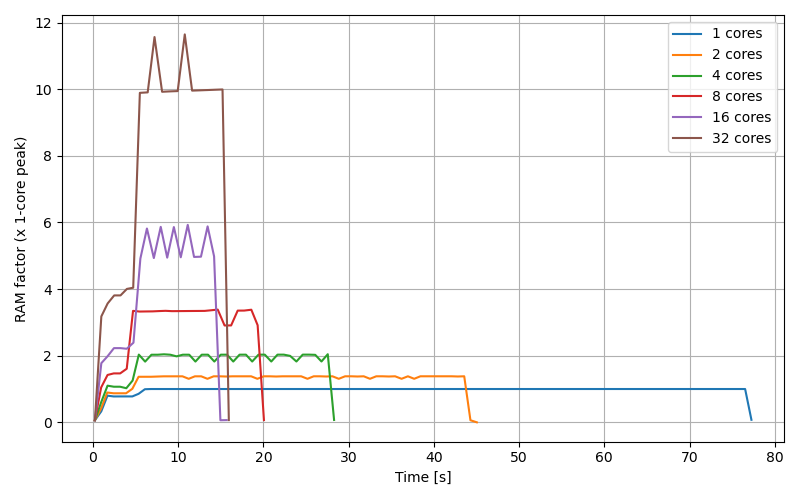 12
10
8
6
4
2
0
RAM factor (x 1-core peak)
1 cores
2 cores
4 cores
8 cores
16 cores
32 cores
0 10 20 30 40 50 60 70 80
Time [s]